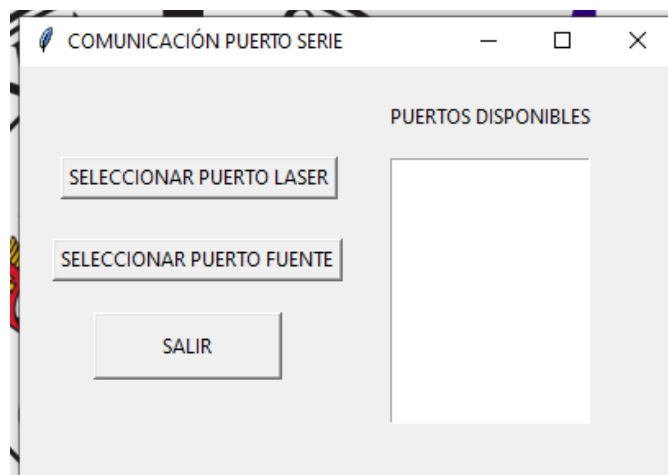 COMUNICACIÓN PUERTO SERIE
PUERTOS DISPONIBLES
SELECCIONAR PUERTO LASER
SELECCIONAR PUERTO FUENTE
SALIR